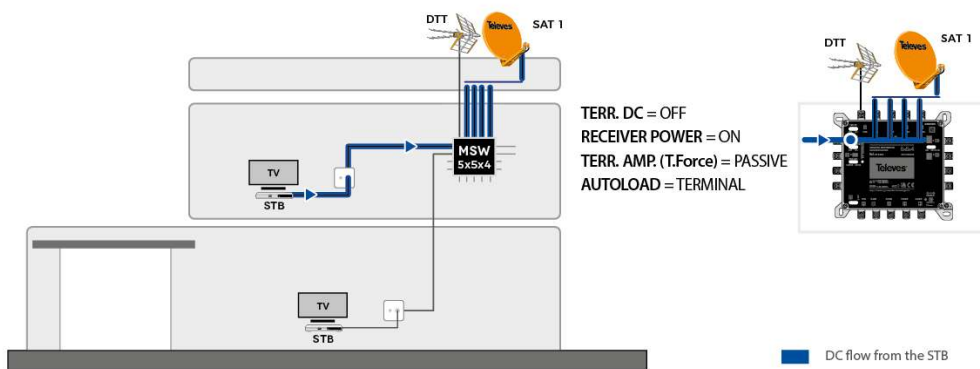 DTT
Televes
SAT 1
MSW
5x5x4
TV
STB
TV
STB
TERR. DC = OFF
RECEIVER POWER = ON
TERR. AMP. (T.Force) = PASSIVE
AUTOLOAD = TERMINAL
DTT
Televes
SAT 1
Televes
DC flow from the STB